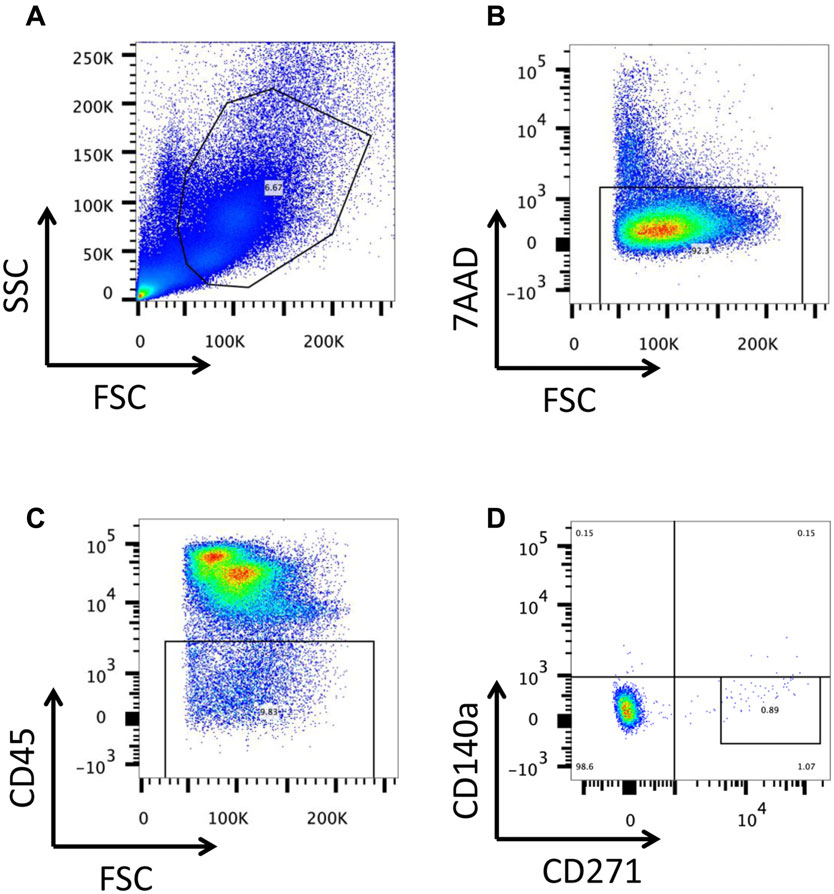 A
250K
200K
150K
100K
50K
0
6.67
0 100K 200K
SSC
FSC
B
10^5
10^4
10^3
0
-10^3
92.3
0 100K 200K
7AAD
FSC
C
10^5
10^4
10^3
0
-10^3
9.83
0 100K 200K
CD45
FSC
D
0.15 0.15
10^5
10^4
10^3
0
-10^3
0.89
98.6 1.07
0 10^4
CD140a
CD271